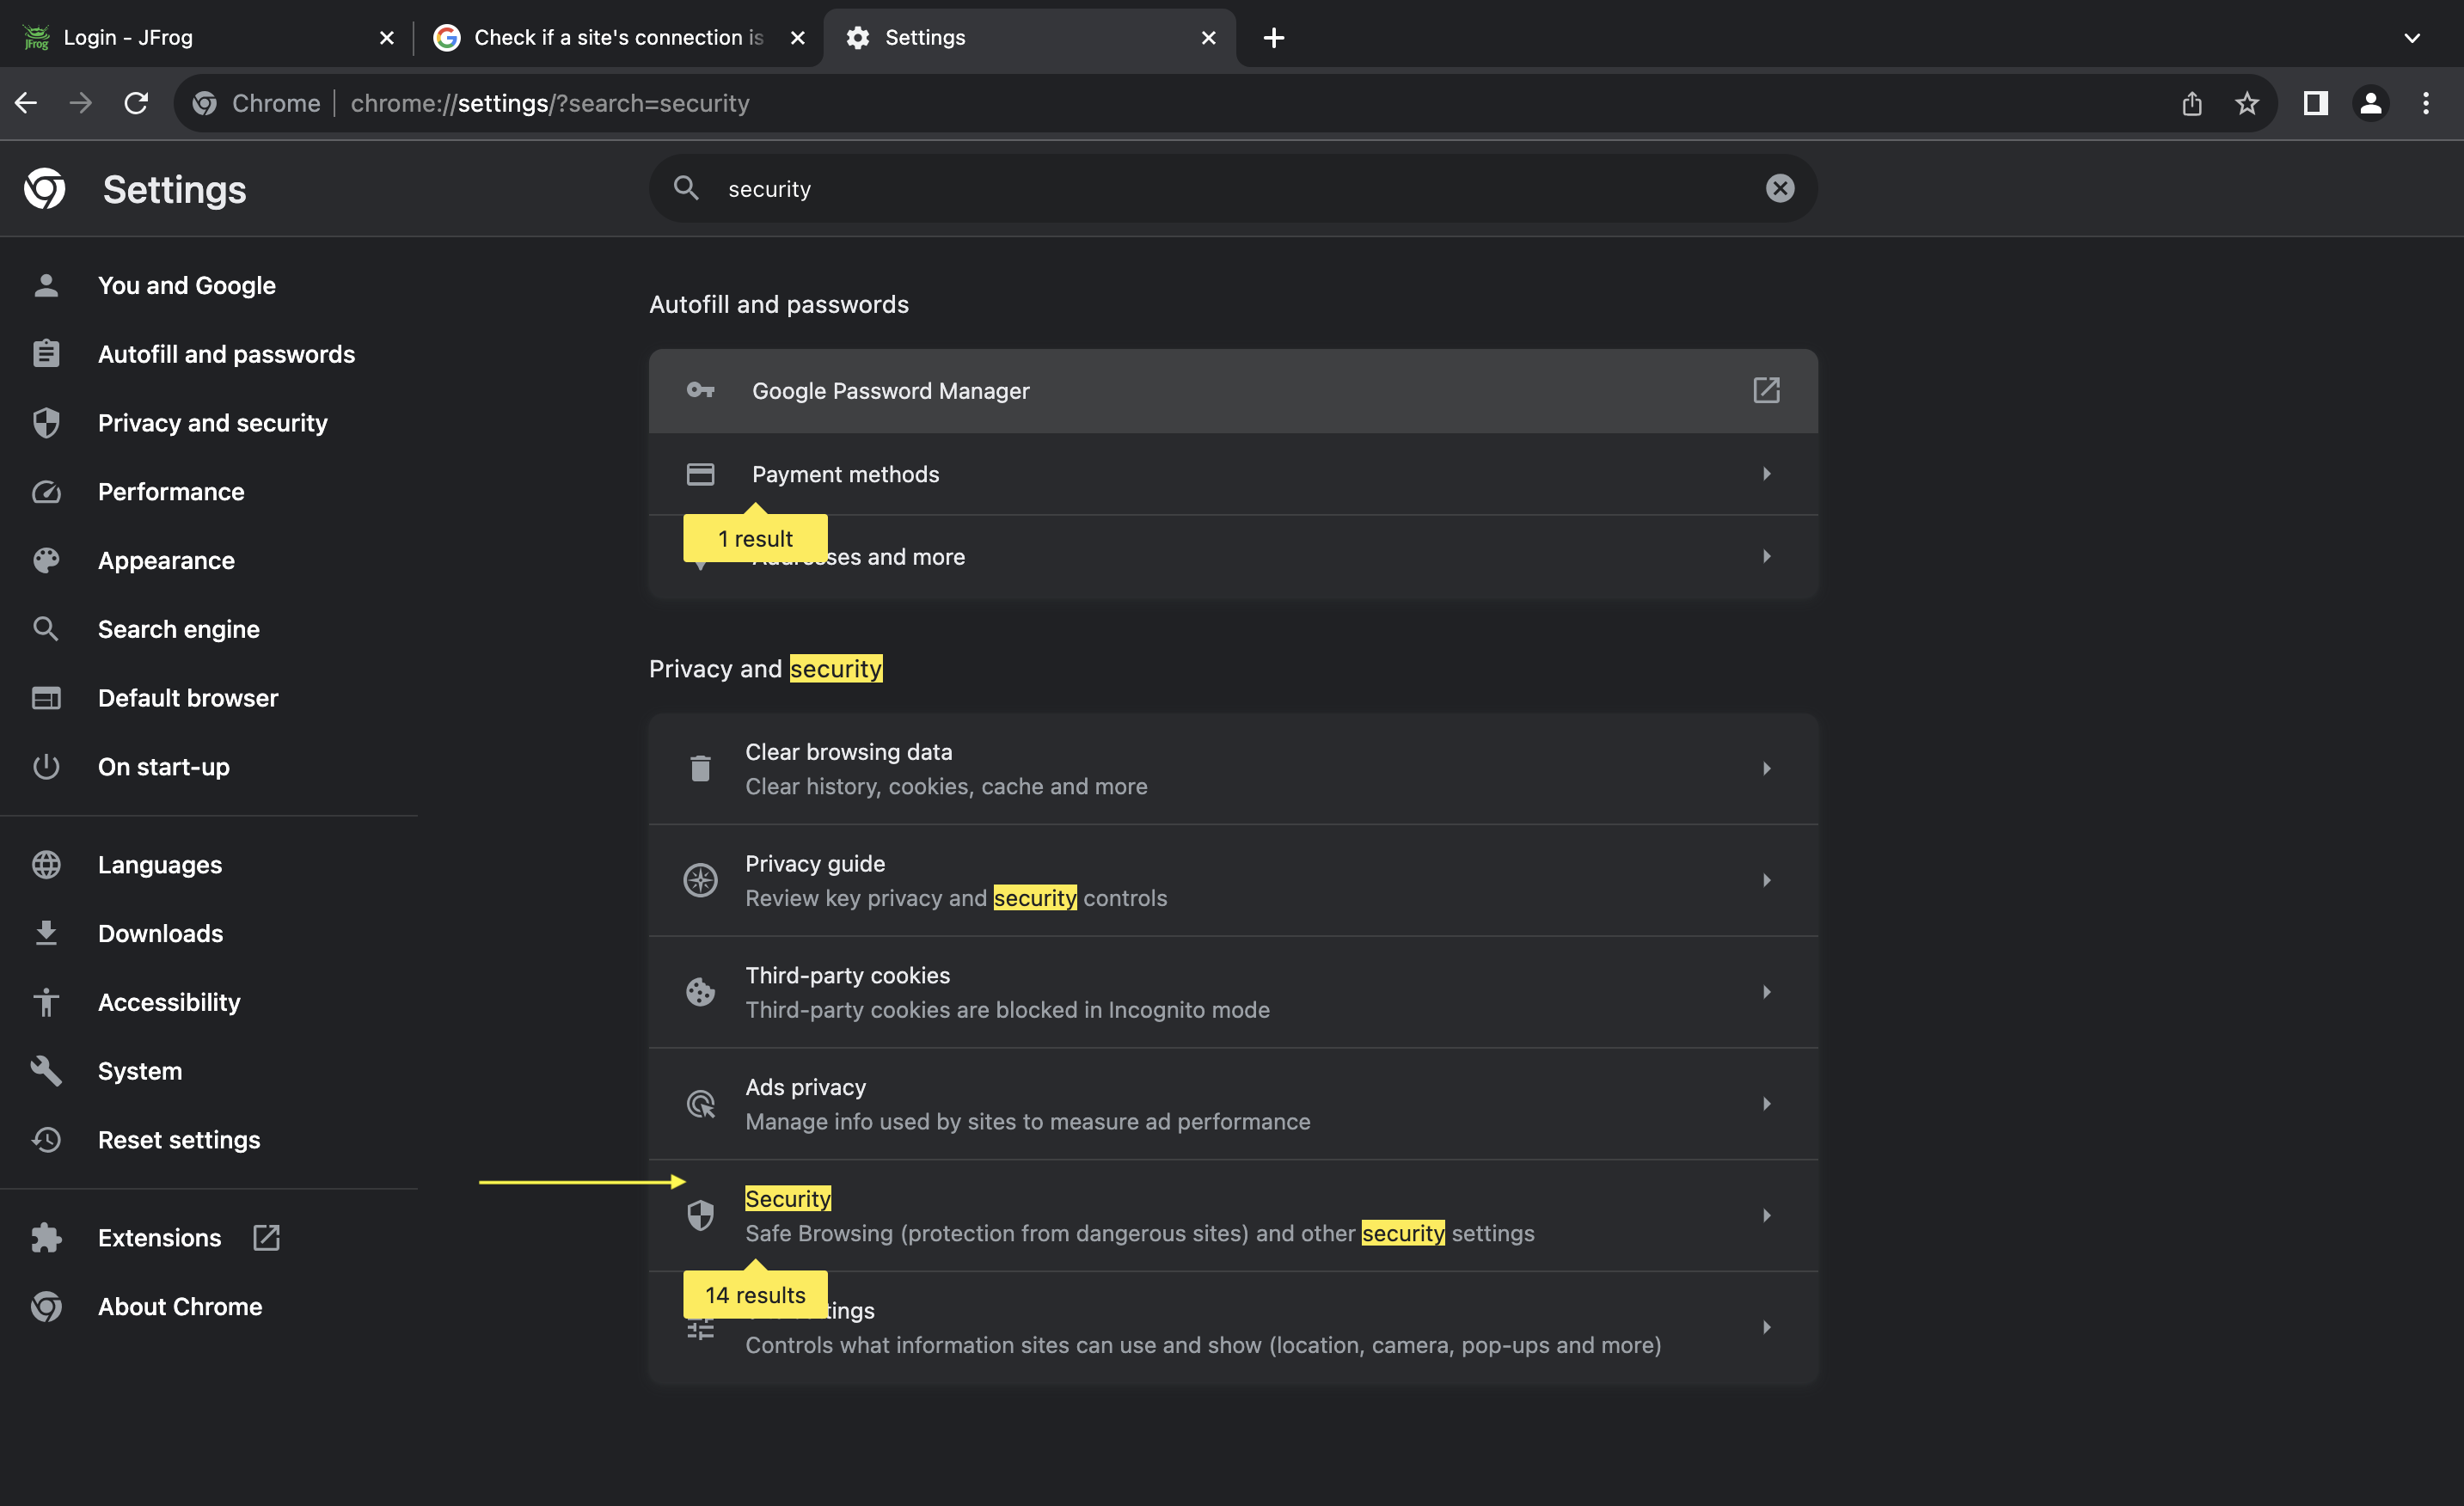 Login - JFrog
Check if a site's connection is
Settings
Chrome
chrome://settings/?search=security
Settings
security
You and Google
Autofill and passwords
Privacy and security
Performance
Appearance
Search engine
Default browser
On start-up
Languages
Downloads
Accessibility
System
Reset settings
Extensions
About Chrome
Autofill and passwords
Google Password Manager
Payment methods
1 result
Addresses and more
Privacy and security
Clear browsing data
Clear history, cookies, cache and more
Privacy guide
Review key privacy and security controls
Third-party cookies
Third-party cookies are blocked in Incognito mode
Ads privacy
Manage info used by sites to measure ad performance
Security
Safe Browsing (protection from dangerous sites) and other security settings
14 results
tings
Controls what information sites can use and show (location, camera, pop-ups and more)